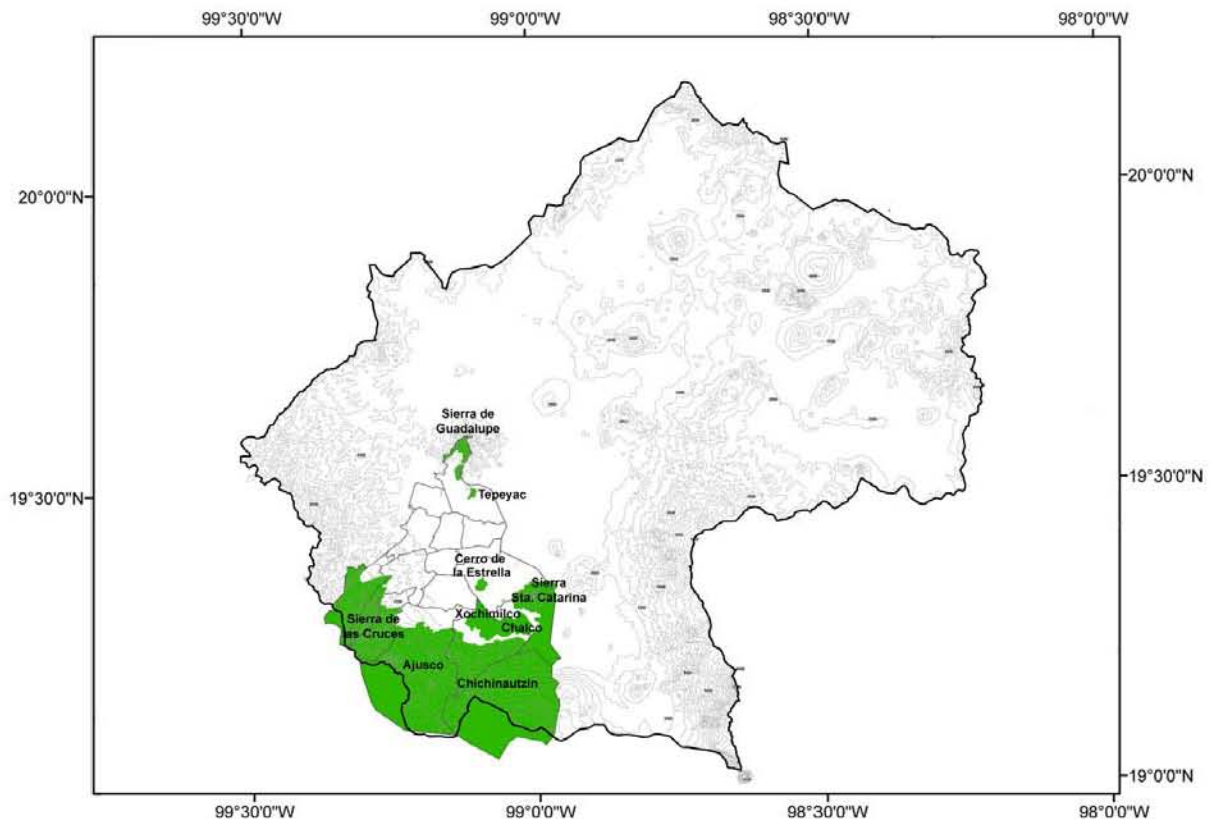 99°30'0"W
99°0'0"W
98°30'0"W
98°0'0"W
20°0'0"N
20°0'0"N
Sierra de
Guadalupe
19°30'0"N
19°30'0"N
Tepeyac
Cerro de
la Estrella
Sierra
Sta. Catarina
Xochimilco
Chalco
Sierra de
as Cruces
Ajusco
Chichinautzin
19°0'0"N
99°30'0"W
99°0'0"W
98°30'0"W
98°0'0"W